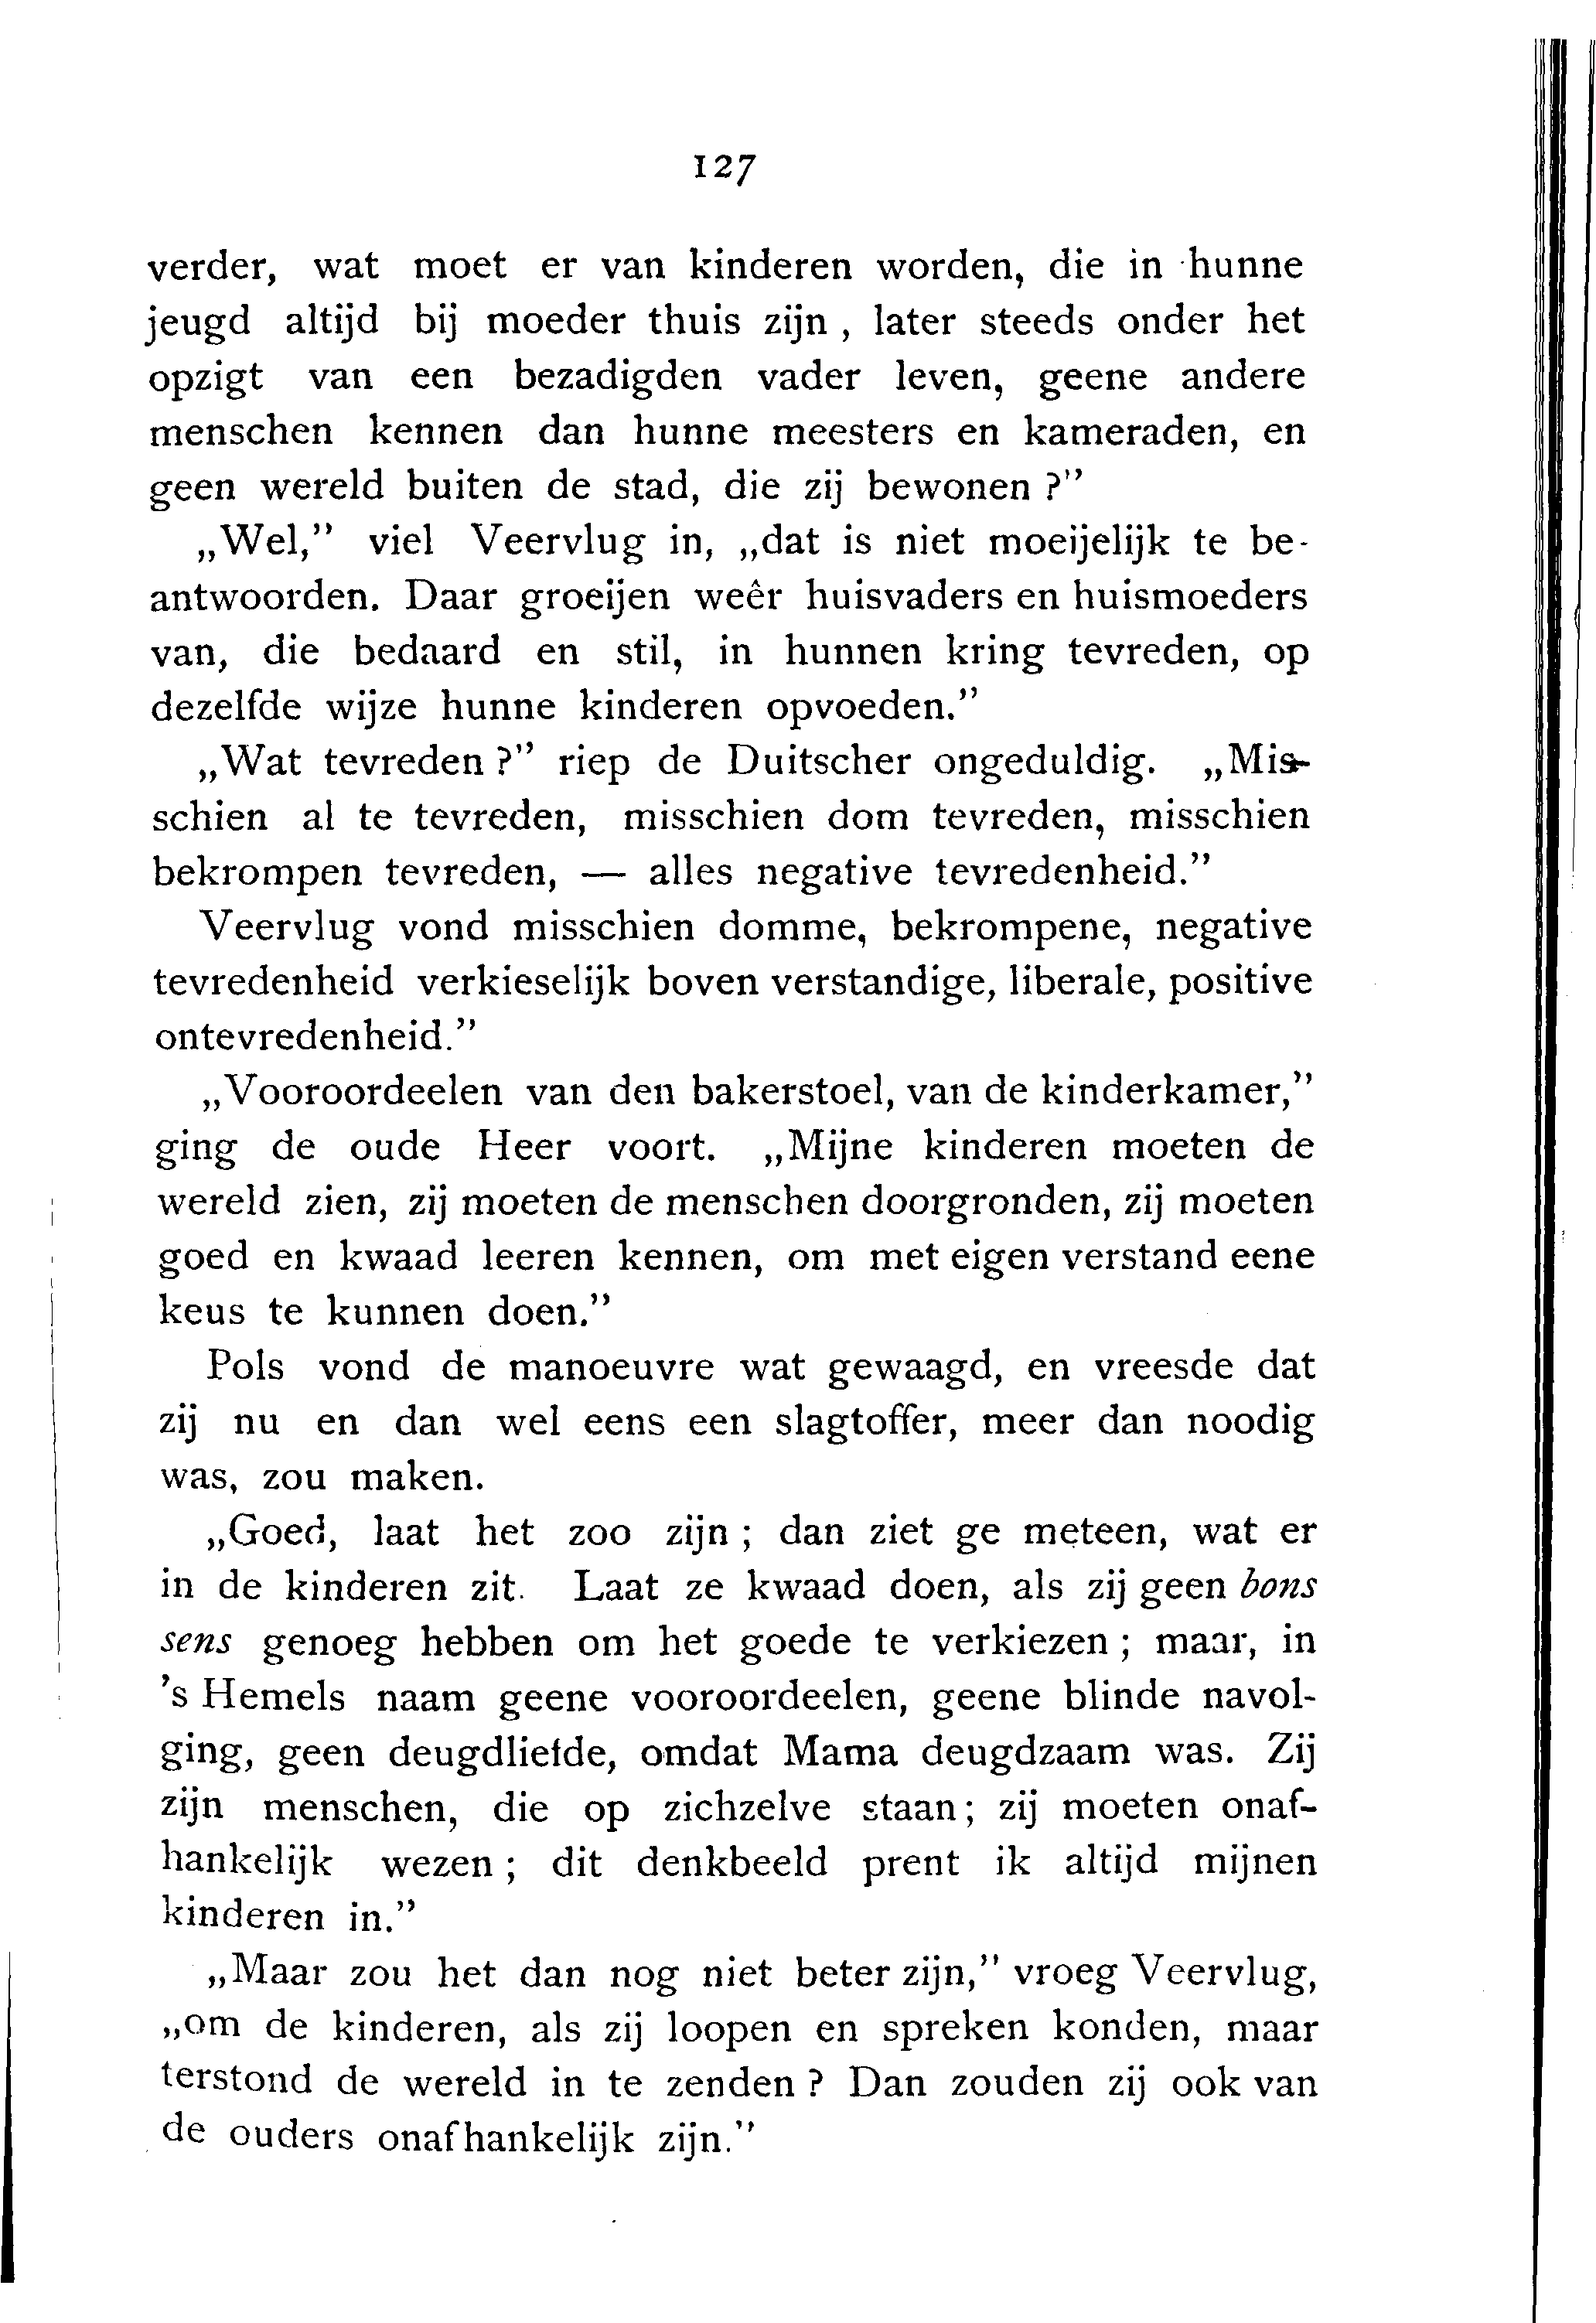 127
verder, wat moet er van kinderen worden, die in hunne
jeugd altijd bij moeder thuis zijn, later steeds onder het
opzigt van een bezadigden vader leven, geene andere
menschen kennen dan hunne meesters en kameraden, en
geen wereld buiten de stad, die zij bewonen?”
„Wel,” viel Veervlug in, „dat is niet moeijelijk te be-
antwoorden. Daar groeijen weêr huisvaders en huismoeders
van, die bedaard en stil, in hunnen kring tevreden, op
dezelfde wijze hunne kinderen opvoeden.”
„Wat tevreden?” riep de Duitscher ongeduldig. „Mis-
schien al te tevreden, misschien dom tevreden, misschien
bekrompen tevreden, — alles negative tevredenheid.”
Veervlug vond misschien domme, bekrompene, negative
tevredenheid verkieselijk boven verstandige, liberale, positive
ontevredenheid.”
„Vooroordeelen van den bakerstoel, van de kinderkamer,”
ging de oude Heer voort. „Mijne kinderen moeten de
wereld zien, zij moeten de menschen doorgronden, zij moeten
goed en kwaad leeren kennen, om met eigen verstand eene
keus te kunnen doen.”
Pols vond de manoeuvre wat gewaagd, en vreesde dat
zij nu en dan wel eens een slagtoffer, meer dan noodig
was, zou maken.
„Goed, laat het zoo zijn; dan ziet ge meteen, wat er
in de kinderen zit. Laat ze kwaad doen, als zij geen bons
sens genoeg hebben om het goede te verkiezen; maar, in
’s Hemels naam geene vooroordeelen, geene blinde navol-
ging, geen deugdliefde, omdat Mama deugdzaam was. Zij
zijn menschen, die op zichzelve staan; zij moeten onaf-
hankelijk wezen; dit denkbeeld prent ik altijd mijnen
kinderen in.”
„Maar zou het dan nog niet beter zijn,” vroeg Veervlug,
„om de kinderen, als zij loopen en spreken konden, maar
terstond de wereld in te zenden? Dan zouden zij ook van
de ouders onafhankelijk zijn.”